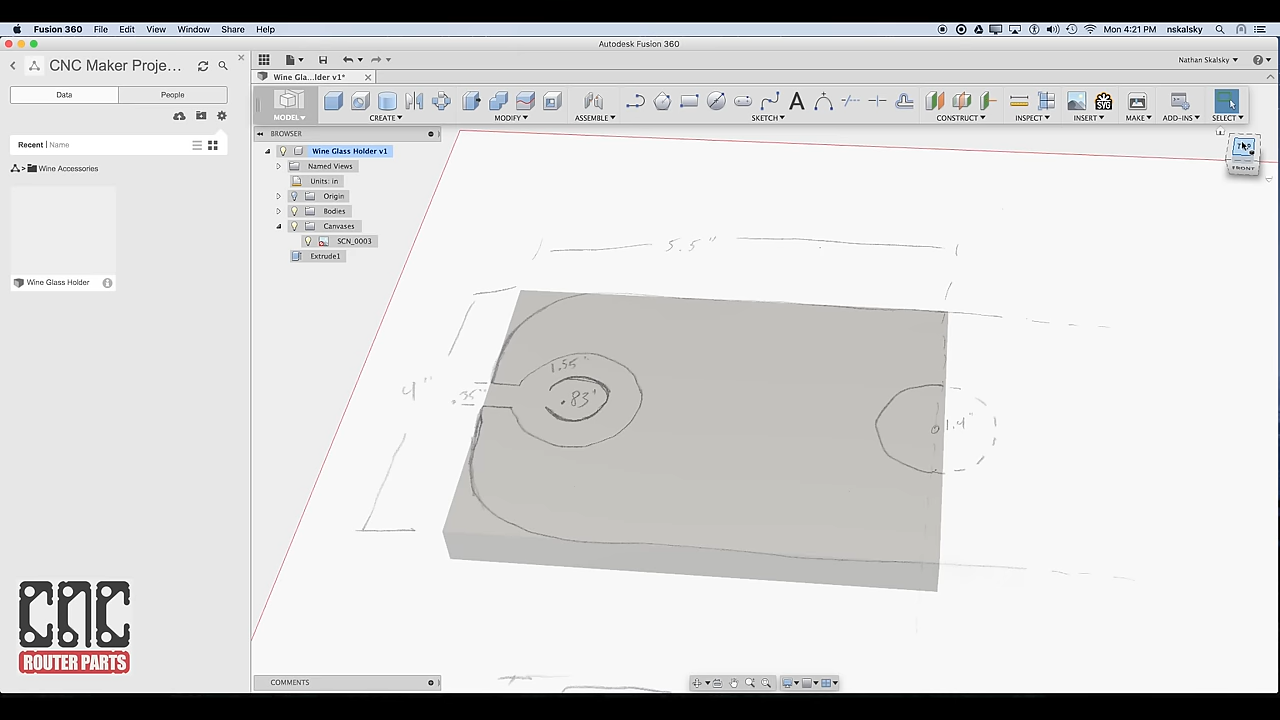 Fusion 360 File Edit View Window Share Help Mon 4:21 PM nskalsky
Autodesk Fusion 360
CNC Maker Proje...
Nathan Skalsky
Wine Gla...lder v1*
Data People
MODEL CREATE MODIFY ASSEMBLE SKETCH CONSTRUCT INSPECT INSERT MAKE ADD-INS SELECT
SVG
BROWSER
Recent Name
Wine Accessories
Wine Glass Holder v1
Named Views
Units: in
Origin
Bodies
Canvases
SCN_0003
Extrude1
TOP
FRONT
Wine Glass Holder
5.5"
4"
.35"
1.55"
.83"
1.4"
CNC
ROUTER PARTS
COMMENTS